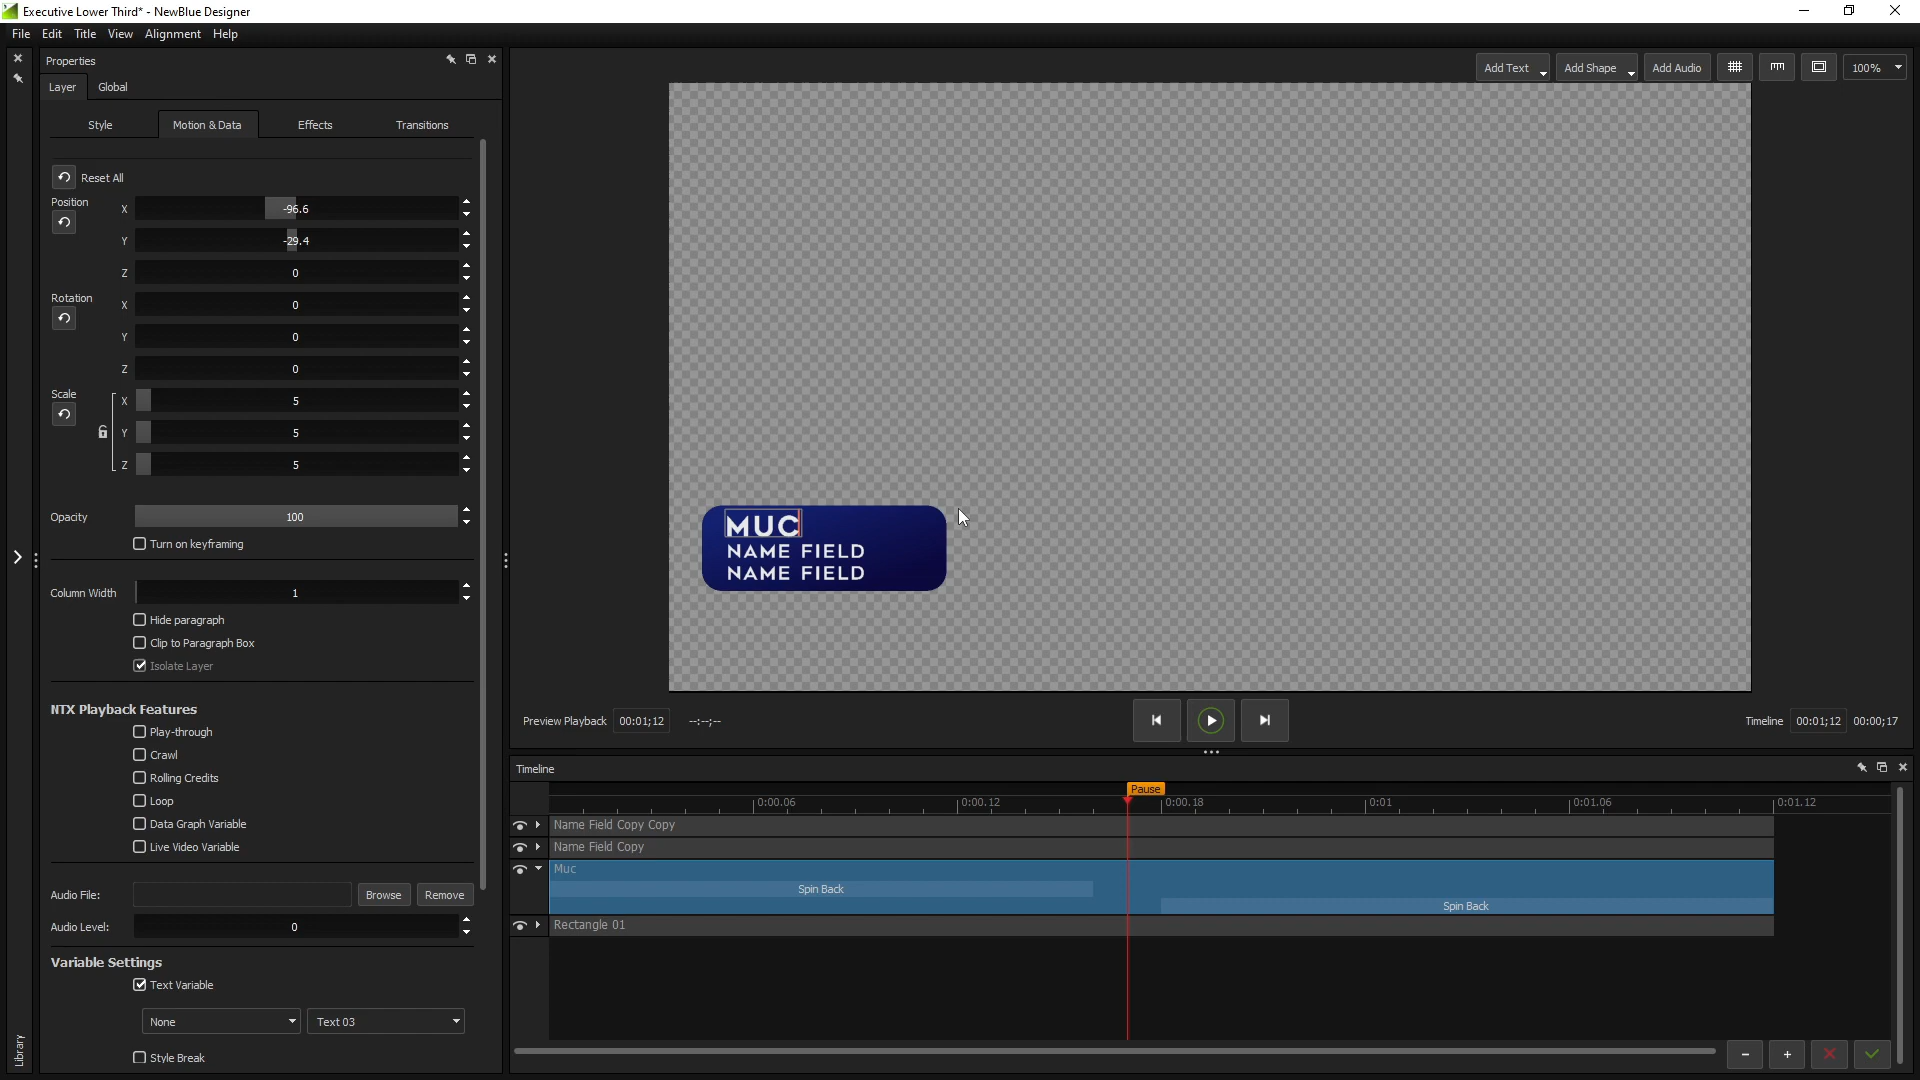 Executive Lower Third* - NewBlue Designer
File Edit Title View Alignment Help
Properties
Layer Global
Style Motion & Data Effects Transitions
Reset All
Position X -96.6
Y -29.4
Z 0
Rotation X 0
Y 0
Z 0
Scale X 5
Y 5
Z 5
Opacity 100
Turn on keyframing
Column Width 1
Hide paragraph
Clip to Paragraph Box
Isolate Layer
NTX Playback Features
Play-through
Crawl
Rolling Credits
Loop
Data Graph Variable
Live Video Variable
Audio File: Browse Remove
Audio Level: 0
Variable Settings
Text Variable
None Text 03
Style Break
Library
Add Text Add Shape Add Audio 100%
MUC
NAME FIELD
NAME FIELD
Preview Playback 00:01;12 --:--;-- Timeline 00:01;12 00:00;17
Timeline
Pause
0:00.06 0:00.12 0:00.18 0:01 0:01.06 0:01.12
Name Field Copy Copy
Name Field Copy
Muc
Spin Back
Spin Back
Rectangle 01